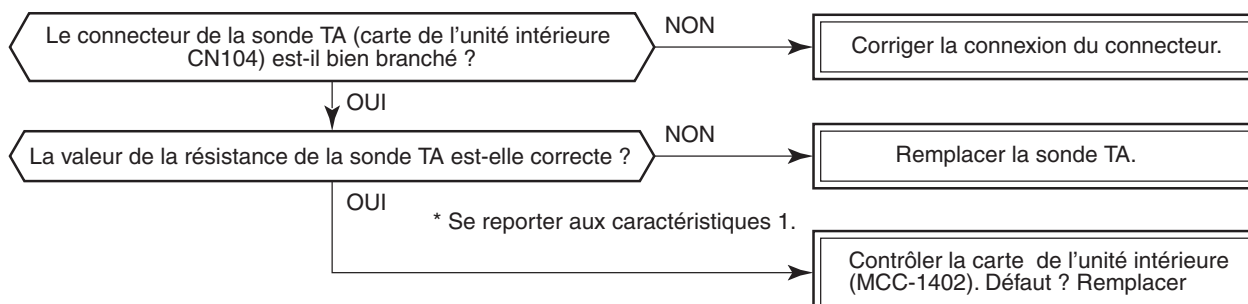 Le connecteur de la sonde TA (carte de l'unité intérieure
CN104) est-il bien branché ?
NON
Corriger la connexion du connecteur.
OUI
La valeur de la résistance de la sonde TA est-elle correcte ?
NON
Remplacer la sonde TA.
OUI
* Se reporter aux caractéristiques 1.
Contrôler la carte de l'unité intérieure
(MCC-1402). Défaut ? Remplacer